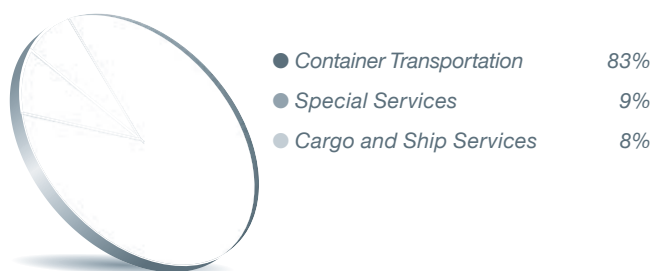 Container Transportation 83%
Special Services 9%
Cargo and Ship Services 8%